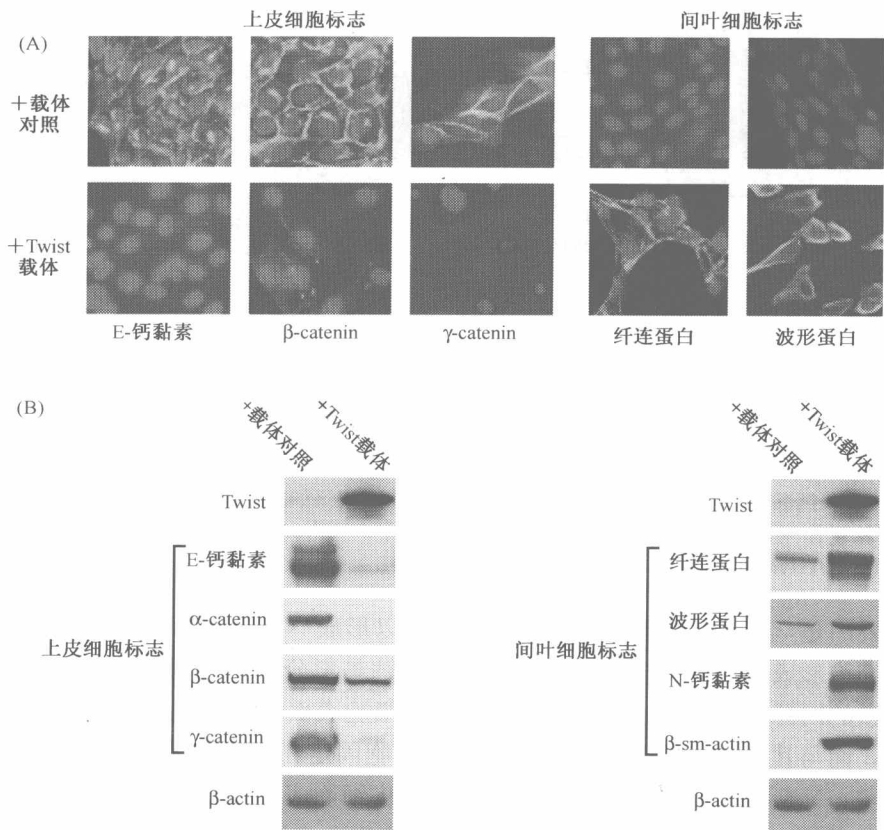 上皮细胞标志
间叶细胞标志
(A)
+载体
对照
+Twist
载体
E-钙黏素
β-catenin
γ-catenin
纤连蛋白
波形蛋白
(B)
+载体对照
+Twist载体
Twist
E-钙黏素
α-catenin
β-catenin
γ-catenin
上皮细胞标志
β-actin
+载体对照
+Twist载体
Twist
纤连蛋白
波形蛋白
N-钙黏素
β-sm-actin
间叶细胞标志
β-actin